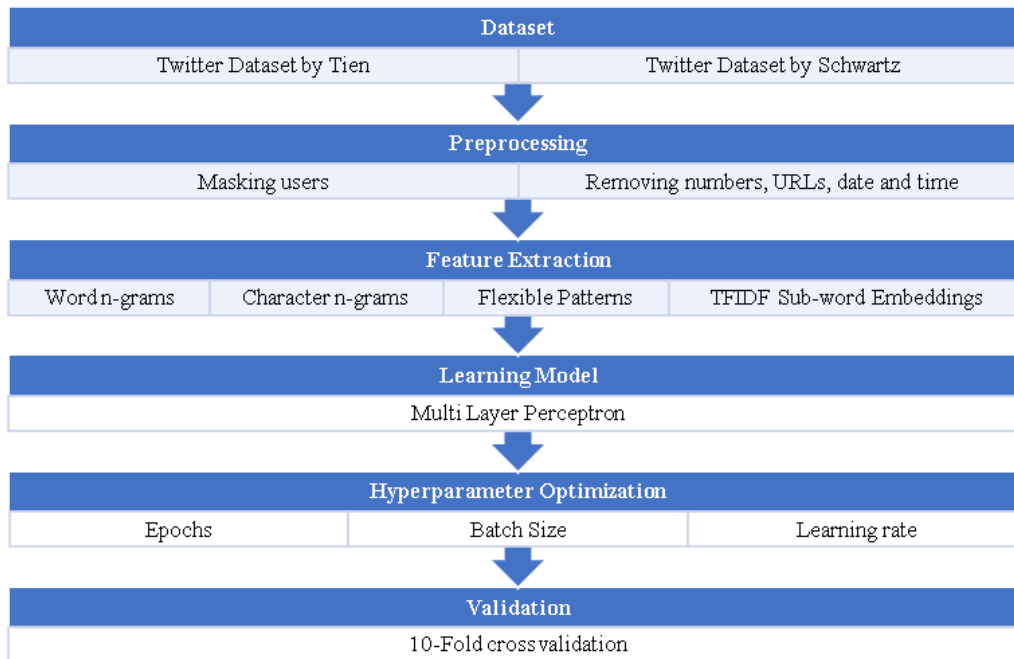 Dataset
Twitter Dataset by Tien Twitter Dataset by Schwartz
Preprocessing
Masking users Removing numbers, URLs, date and time
Feature Extraction
Word n-grams Character n-grams Flexible Patterns TFIDF Sub-word Embeddings
Learning Model
Multi Layer Perceptron
Hyperparameter Optimization
Epochs Batch Size Learning rate
Validation
10-Fold cross validation